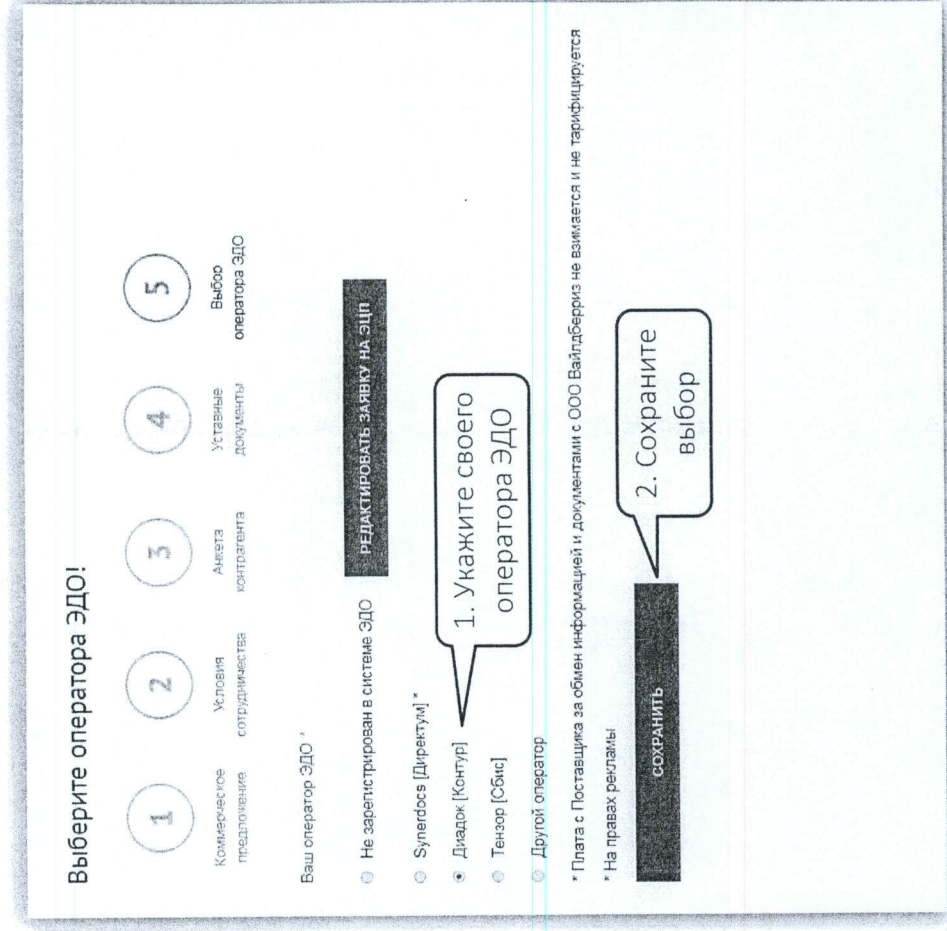 Выберите оператора ЭДО!
1
2
3
4
5
Коммерческое
предложение
Условия
сотрудничества
Анкета
контрагента
Уставные
документы
Выбор
оператора ЭДО
Ваш оператор ЭДО *
Не зарегистрирован в системе ЭДО
РЕДАКТИРОВАТЬ ЗАЯВКУ НА ЭЦП
Synerdocs [Директум] *
Диадок [Контур]
1. Укажите своего
оператора ЭДО
Тензор [Сбис]
Другой оператор
* Плата с Поставщика за обмен информацией и документами с ООО Вайлдберриз не взимается и не тарифицируется
* На правах рекламы
СОХРАНИТЬ
2. Сохраните
выбор